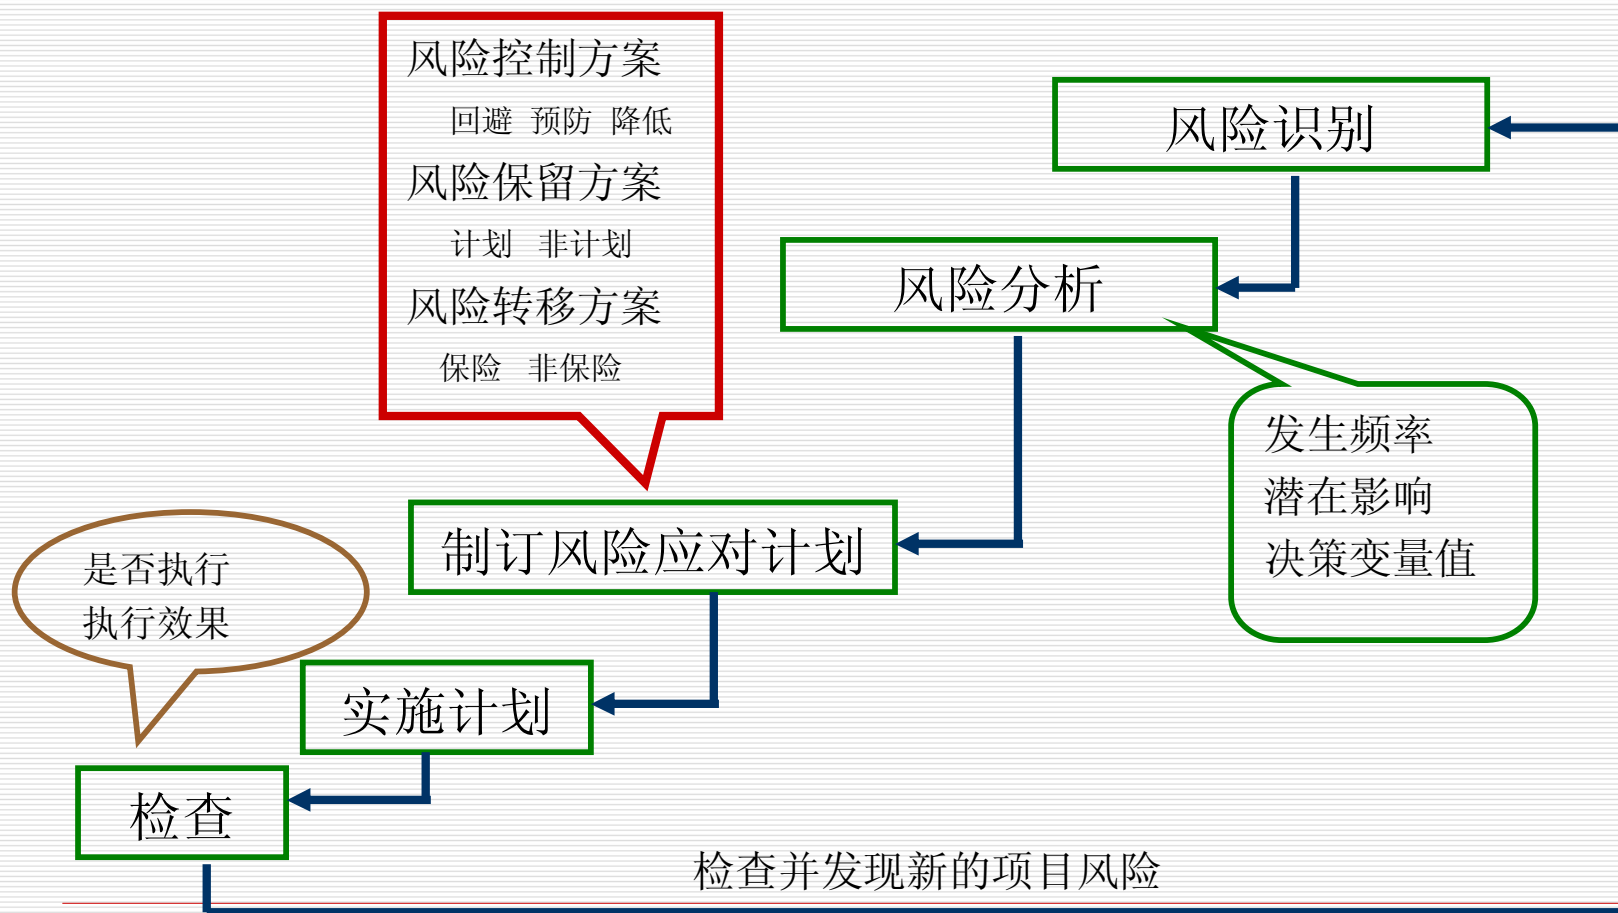 风险控制方案
回避 预防 降低
风险保留方案
计划 非计划
风险转移方案
保险 非保险
风险识别
风险分析
发生频率
潜在影响
决策变量值
制订风险应对计划
是否执行
执行效果
实施计划
检查
检查并发现新的项目风险